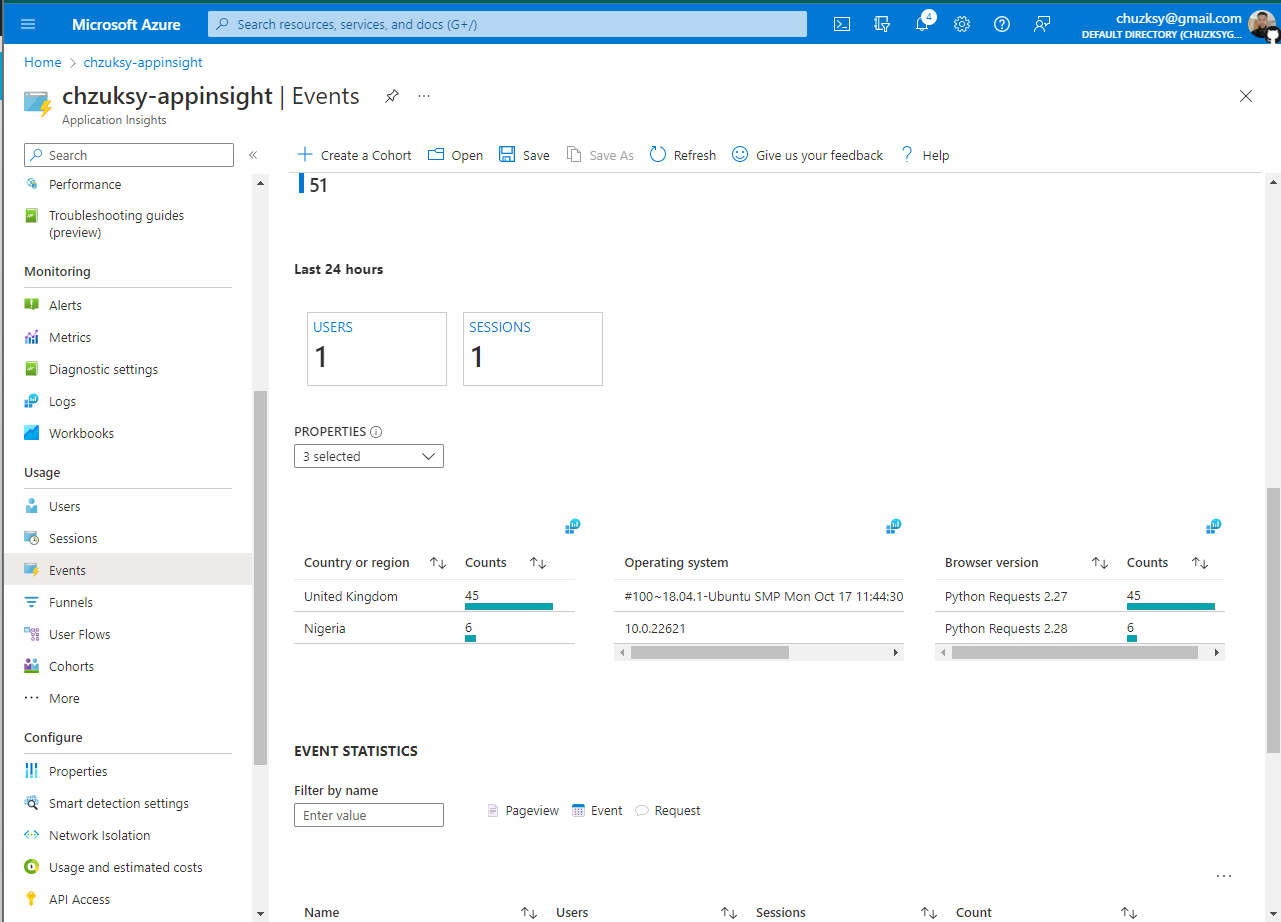 Microsoft Azure
Search resources, services, and docs (G+/)
4
chuzksy@gmail.com
DEFAULT DIRECTORY (CHUZKSYG...
Home > chzuksy-appinsight
chzuksy-appinsight | Events
...
Application Insights
Search
«
Create a Cohort
Open
Save
Save As
Refresh
Give us your feedback
? Help
Performance
Troubleshooting guides
(preview)
Monitoring
Alerts
Metrics
Diagnostic settings
Logs
Workbooks
Usage
Users
Sessions
Events
Funnels
User Flows
Cohorts
... More
Configure
Properties
Smart detection settings
Network Isolation
Usage and estimated costs
API Access
51
Last 24 hours
USERS
1
SESSIONS
1
PROPERTIES
3 selected
Country or region Counts
United Kingdom 45
Nigeria 6
Operating system
#100~18.04.1-Ubuntu SMP Mon Oct 17 11:44:30
10.0.22621
Browser version Counts
Python Requests 2.27 45
Python Requests 2.28 6
EVENT STATISTICS
Filter by name
Enter value
Pageview
Event
Request
...
Name Users Sessions Count